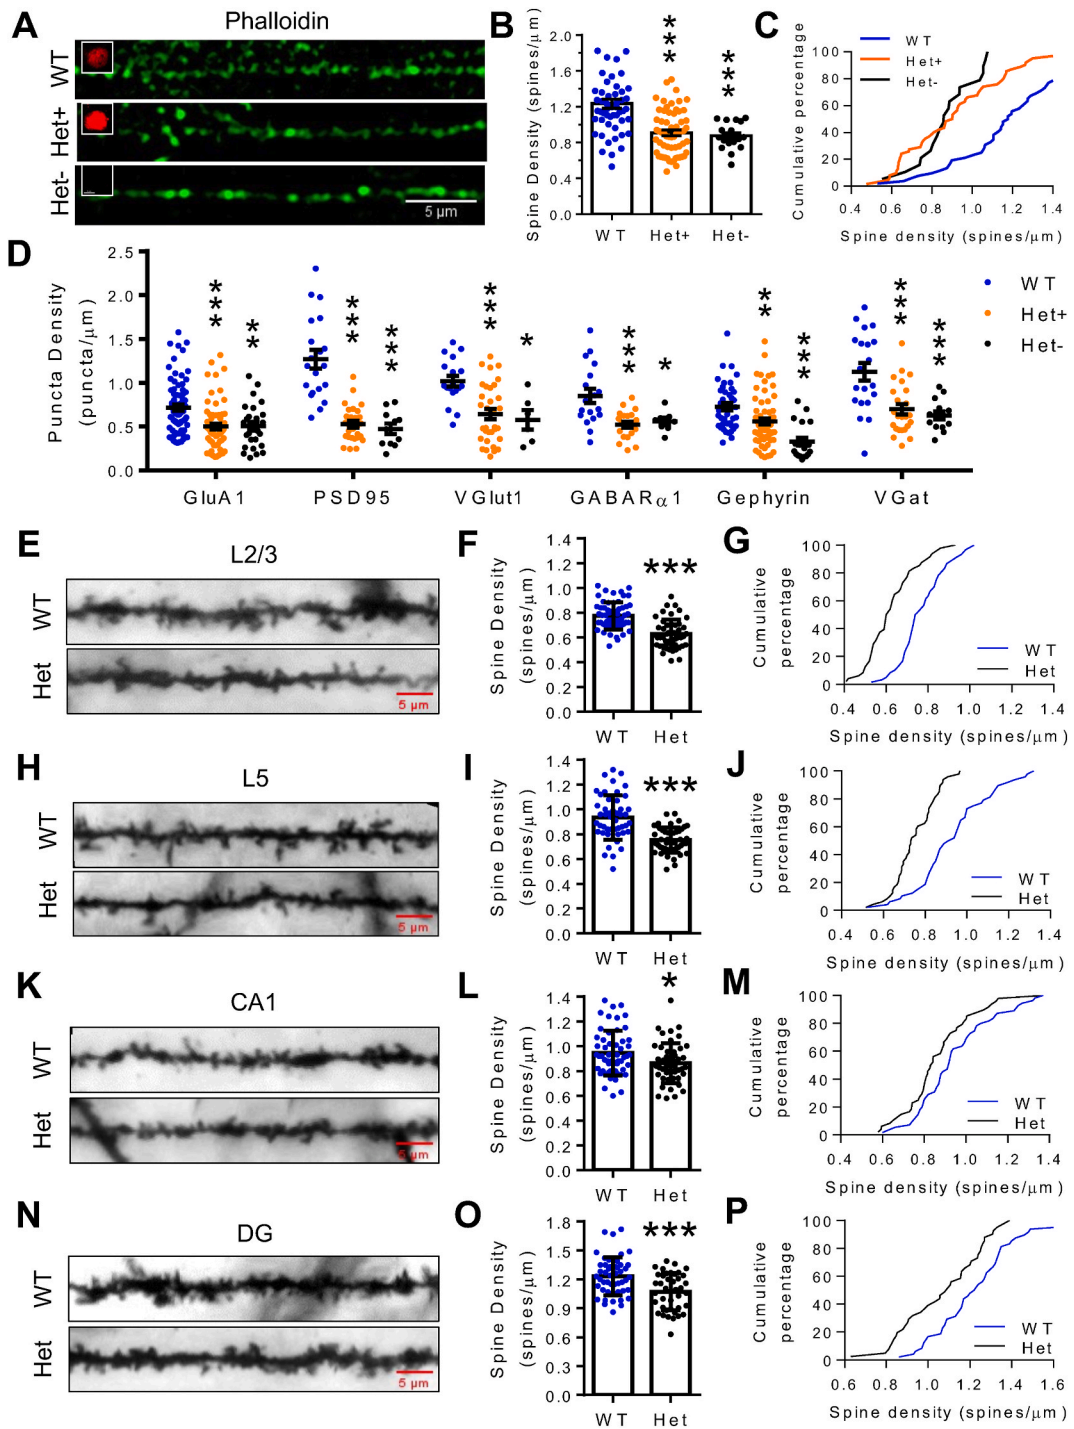 A
Phalloidin
WT
Het+
Het-
5 µm
B
Spine Density (spines/µm)
2.0
1.6
1.2
0.8
0.4
0.0
***
***
WT Het+ Het-
C
Cumulative percentage
100
80
60
40
20
0
WT
Het+
Het-
0.4 0.6 0.8 1.0 1.2 1.4
Spine density (spines/µm)
D
Puncta Density
(puncta/µm)
2.5
2.0
1.5
1.0
0.5
0.0
*** ** *** *** *** * *** * ** *** *** ***
GluA1 PSD95 VGlut1 GABARα1 Gephyrin VGat
WT
Het+
Het-
E
L2/3
WT
Het
5 µm
F
Spine Density
(spines/µm)
1.4
1.2
1.0
0.8
0.6
0.4
0.2
0.0
***
WT Het
G
Cumulative
percentage
100
80
60
40
20
0
WT
Het
0.4 0.6 0.8 1.0 1.2 1.4
Spine density (spines/µm)
H
L5
WT
Het
5 µm
I
Spine Density
(spines/µm)
1.4
1.2
1.0
0.8
0.6
0.4
0.2
0.0
***
WT Het
J
Cumulative
percentage
100
80
60
40
20
0
WT
Het
0.4 0.6 0.8 1.0 1.2 1.4
Spine density (spines/µm)
K
CA1
WT
Het
5 µm
L
Spine Density
(spines/µm)
1.4
1.2
1.0
0.8
0.6
0.4
0.2
0.0
*
WT Het
M
Cumulative
percentage
100
80
60
40
20
0
WT
Het
0.4 0.6 0.8 1.0 1.2 1.4
Spine density (spines/µm)
N
DG
WT
Het
5 µm
O
Spine Density
(spines/µm)
1.8
1.5
1.2
0.9
0.6
0.3
0.0
***
WT Het
P
Cumulative
percentage
100
80
60
40
20
0
WT
Het
0.6 0.8 1.0 1.2 1.4 1.6
Spine density (spines/µm)